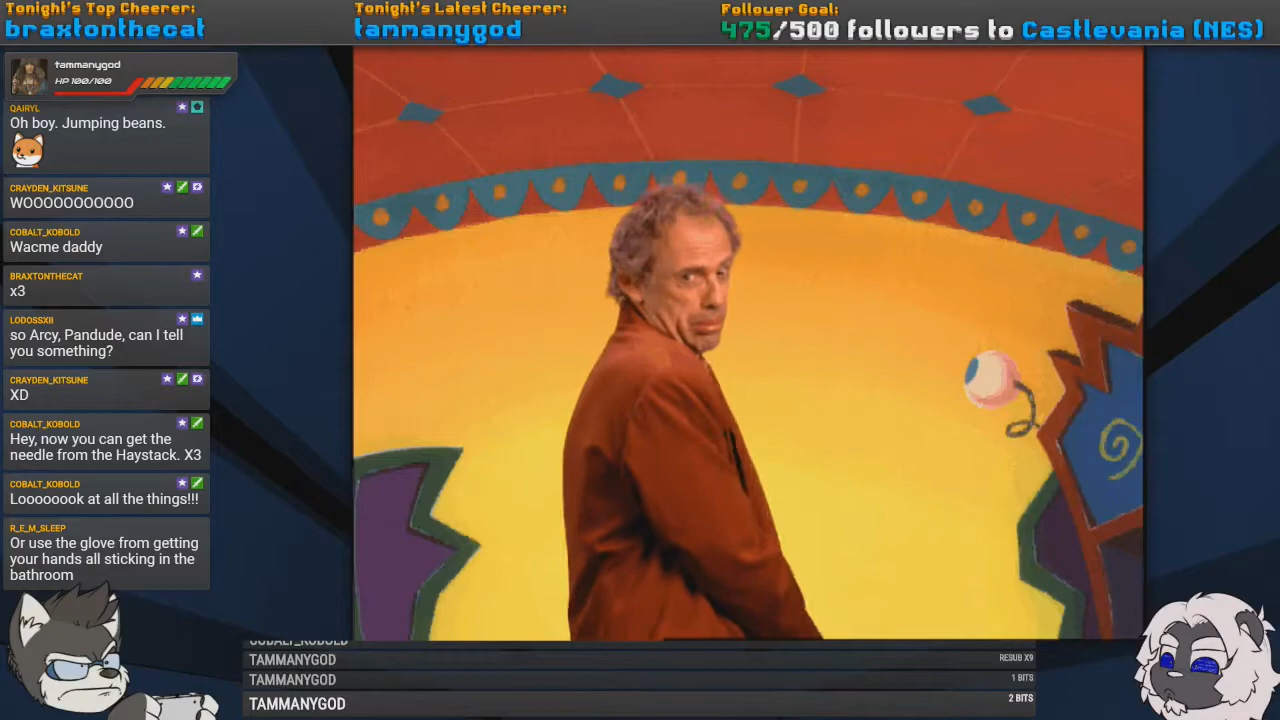 Tonight's Top Cheerer:
braxtonthecat
Tonight's Latest Cheerer:
tammanygod
Follower Goal:
475/500 followers to Castlevania (NES)
tammanygod
HP 100/100
QAIRYL
Oh boy. Jumping beans.
CRAYDEN_KITSUNE
WOOOOOOOOOOO
COBALT_KOBOLD
Wacme daddy
BRAXTONTHECAT
x3
LODOSSXII
so Arcy, Pandude, can I tell
you something?
CRAYDEN_KITSUNE
XD
COBALT_KOBOLD
Hey, now you can get the
needle from the Haystack. X3
COBALT_KOBOLD
Looooook at all the things!!!
R_E_M_SLEEP
Or use the glove from getting
your hands all sticking in the
bathroom
COBALT_KOBOLD
TAMMANYGOD RESUB X9
TAMMANYGOD 1 BITS
TAMMANYGOD 2 BITS